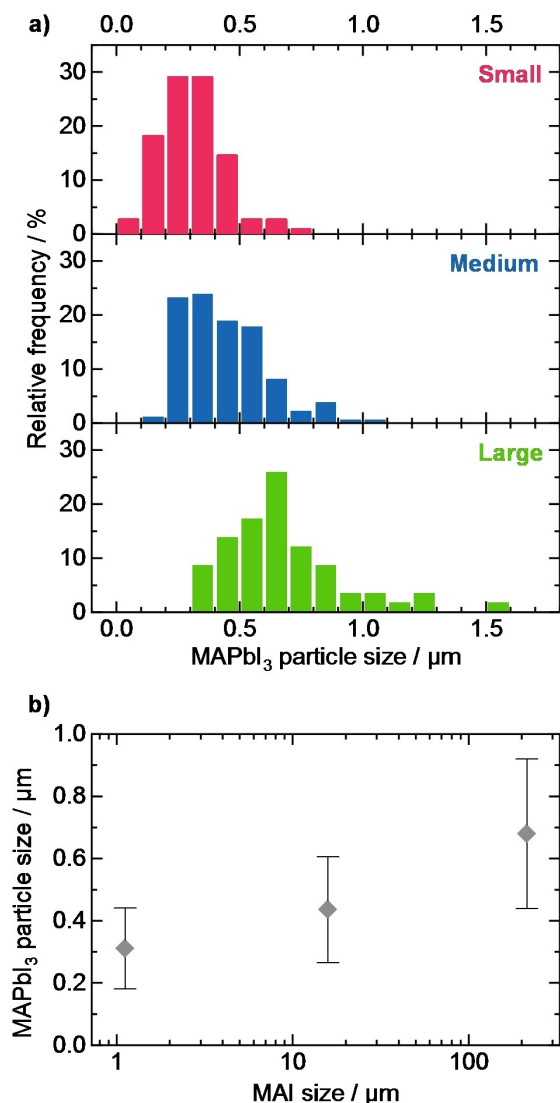 a)
0.0 0.5 1.0 1.5
Small
30
20
10
0
Medium
30
20
10
0
Large
30
20
10
0
Relative frequency / %
0.0 0.5 1.0 1.5
MAPbI₃ particle size / µm
b)
1.0
0.8
0.6
0.4
0.2
0.0
MAPbI₃ particle size / µm
1 10 100
MAI size / µm